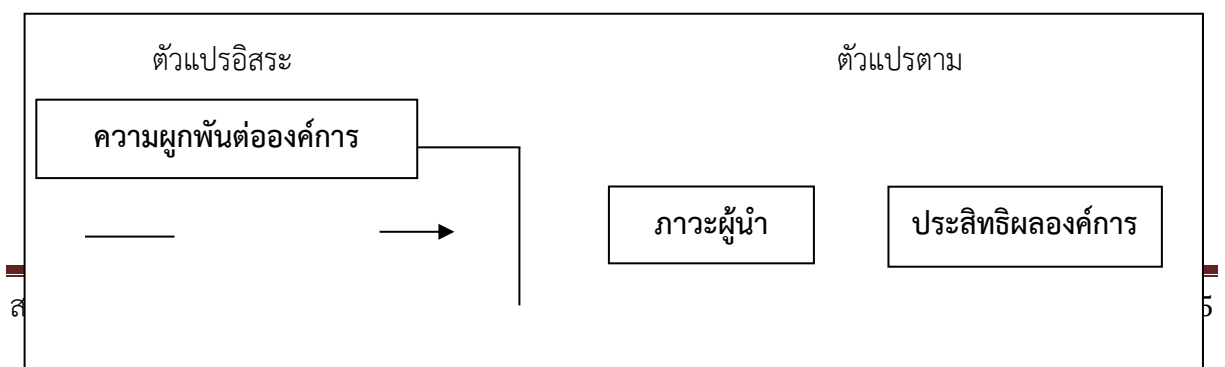 ตัวแปรอิสระ ตัวแปรตาม
ความผูกพันต่อองค์การ
ภาวะผู้นำ ประสิทธิผลองค์การ